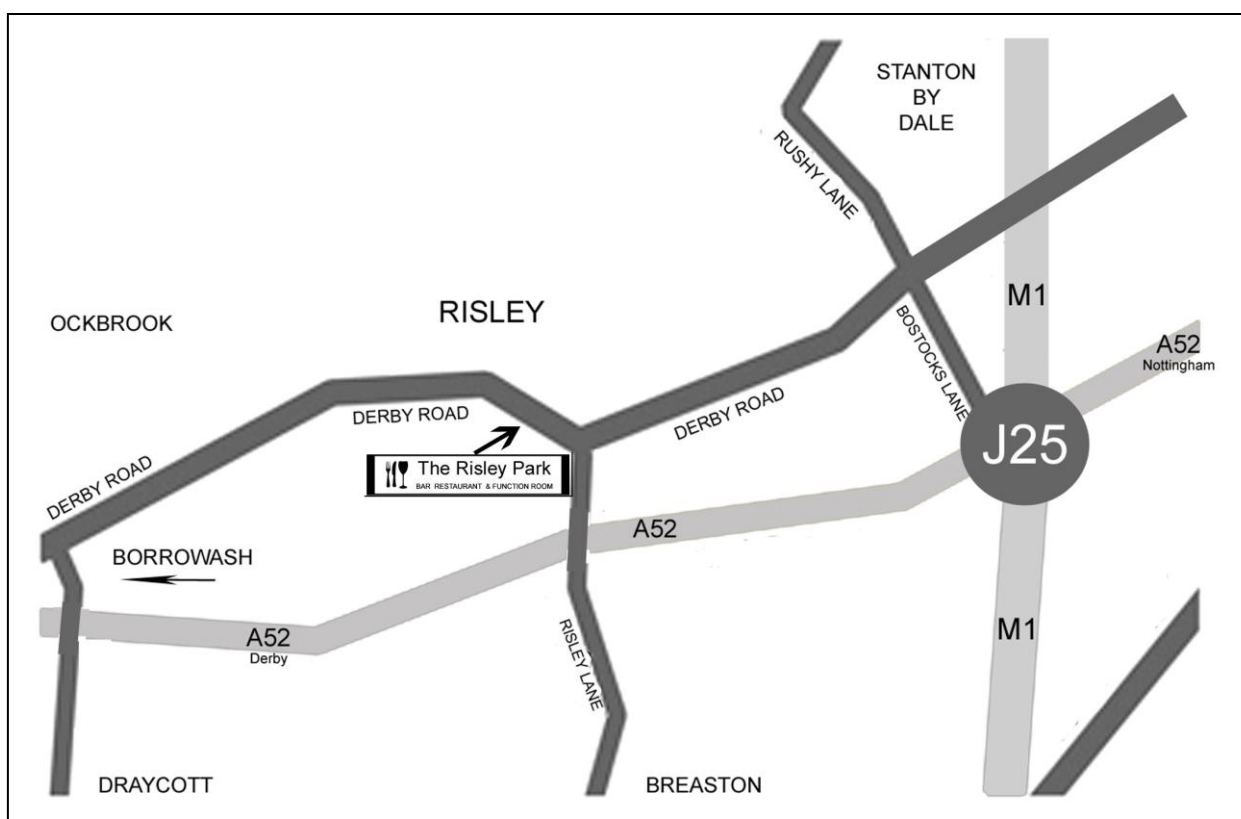 STANTON
BY
DALE
RUSHY LANE
M1
OCKBROOK
RISLEY
BOSTOCKS LANE
A52
Nottingham
DERBY ROAD
DERBY ROAD
J25
DERBY ROAD
The Risley Park
BAR RESTAURANT & FUNCTION ROOM
A52
BORROWASH
A52
Derby
RISLEY LANE
M1
DRAYCOTT
BREASTON